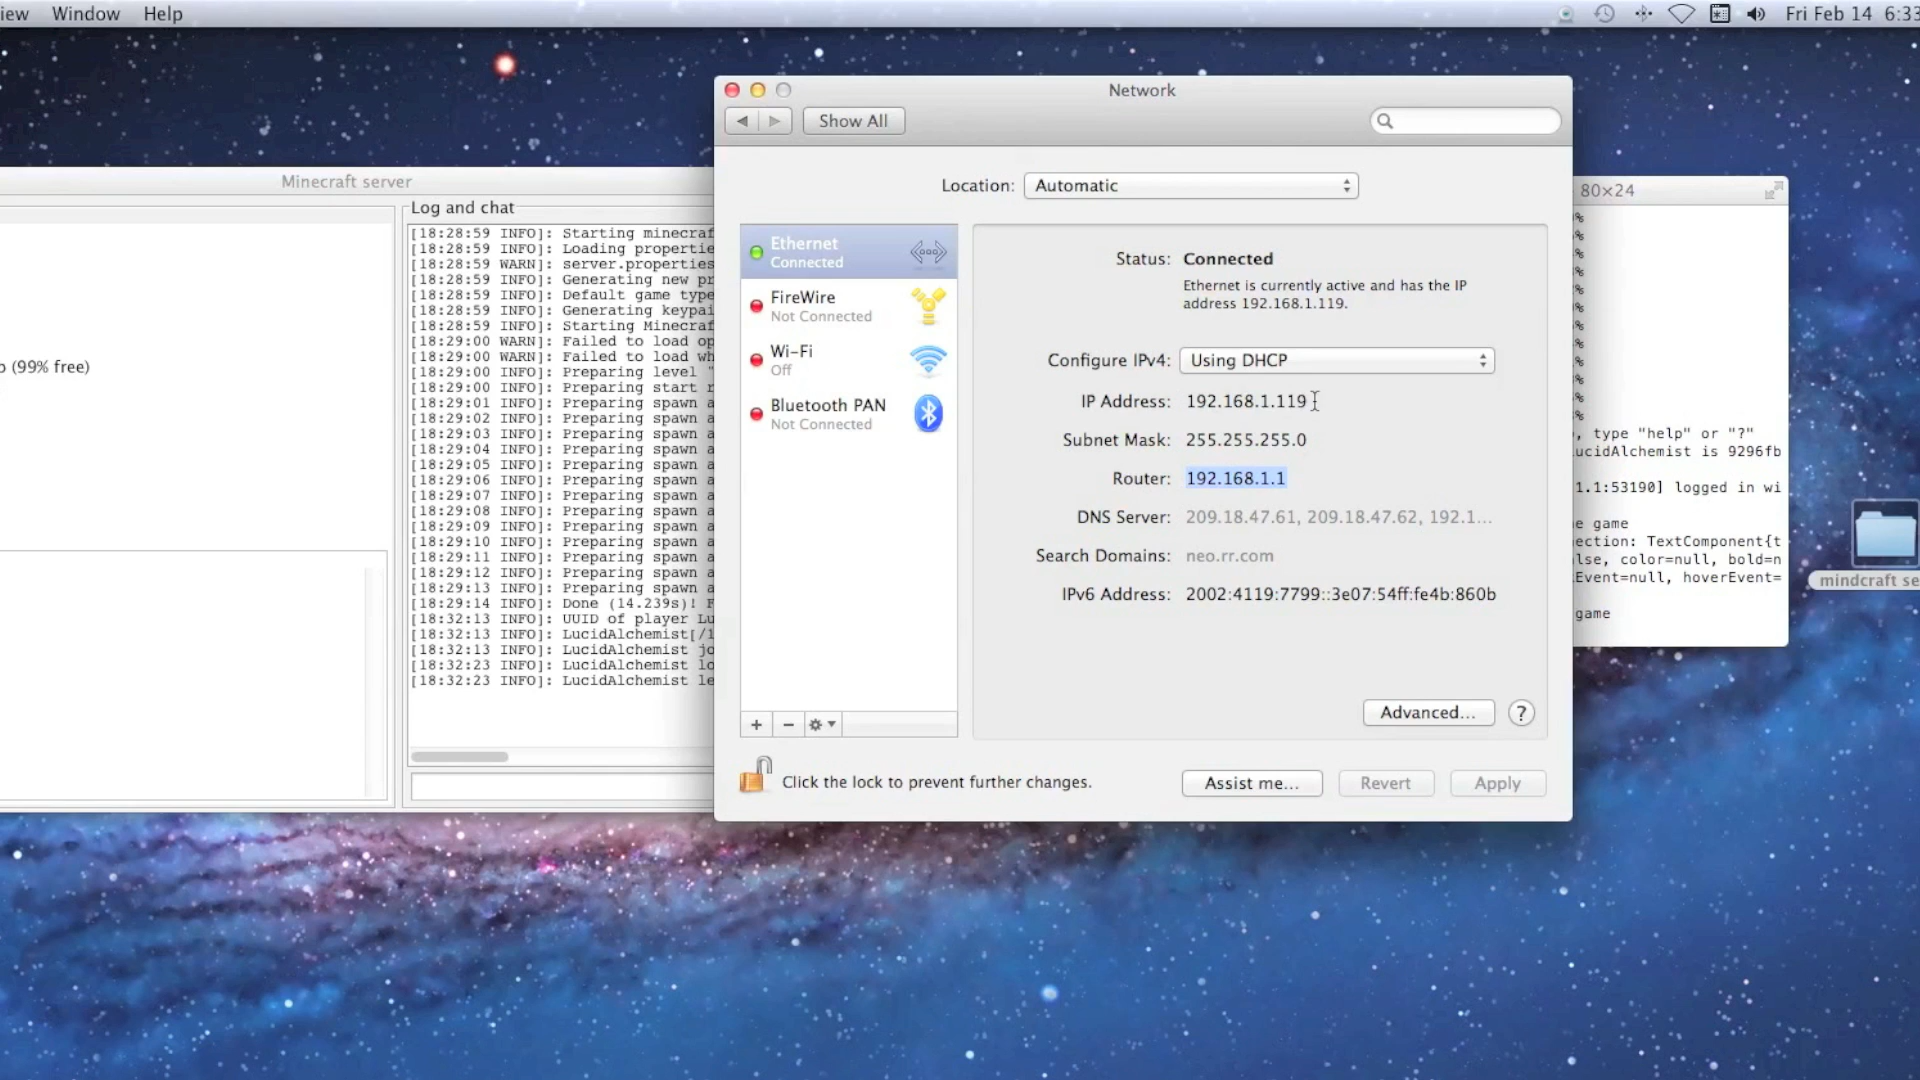 iew Window Help
Fri Feb 14 6:33
Minecraft server
Log and chat
[18:28:59 INFO]: Starting minecraf
[18:28:59 INFO]: Loading propertie
[18:28:59 WARN]: server.properties
[18:28:59 INFO]: Generating new pr
[18:28:59 INFO]: Default game type
[18:28:59 INFO]: Generating keypai
[18:28:59 INFO]: Starting Minecraf
[18:29:00 WARN]: Failed to load op
[18:29:00 WARN]: Failed to load wh
[18:29:00 INFO]: Preparing level "
[18:29:00 INFO]: Preparing start r
[18:29:01 INFO]: Preparing spawn a
[18:29:02 INFO]: Preparing spawn a
[18:29:03 INFO]: Preparing spawn a
[18:29:04 INFO]: Preparing spawn a
[18:29:05 INFO]: Preparing spawn a
[18:29:06 INFO]: Preparing spawn a
[18:29:07 INFO]: Preparing spawn a
[18:29:08 INFO]: Preparing spawn a
[18:29:09 INFO]: Preparing spawn a
[18:29:10 INFO]: Preparing spawn a
[18:29:11 INFO]: Preparing spawn a
[18:29:12 INFO]: Preparing spawn a
[18:29:13 INFO]: Preparing spawn a
[18:29:14 INFO]: Done (14.239s)! F
[18:32:13 INFO]: UUID of player Lu
[18:32:13 INFO]: LucidAlchemist[/1
[18:32:13 INFO]: LucidAlchemist jo
[18:32:23 INFO]: LucidAlchemist lo
[18:32:23 INFO]: LucidAlchemist le
(99% free)
Network
Show All
Location: Automatic
Ethernet
Connected
FireWire
Not Connected
Wi-Fi
Off
Bluetooth PAN
Not Connected
Status: Connected
Ethernet is currently active and has the IP
address 192.168.1.119.
Configure IPv4: Using DHCP
IP Address: 192.168.1.119
Subnet Mask: 255.255.255.0
Router: 192.168.1.1
DNS Server: 209.18.47.61, 209.18.47.62, 192.1...
Search Domains: neo.rr.com
IPv6 Address: 2002:4119:7799::3e07:54ff:fe4b:860b
Advanced... ?
Click the lock to prevent further changes.
Assist me... Revert Apply
80×24
%
%
%
%
%
%
%
%
%
%
%
%
, type "help" or "?"
ucidAlchemist is 9296fb
1.1:53190] logged in wi
e game
ection: TextComponent{t
lse, color=null, bold=n
Event=null, hoverEvent=
game
mindcraft se